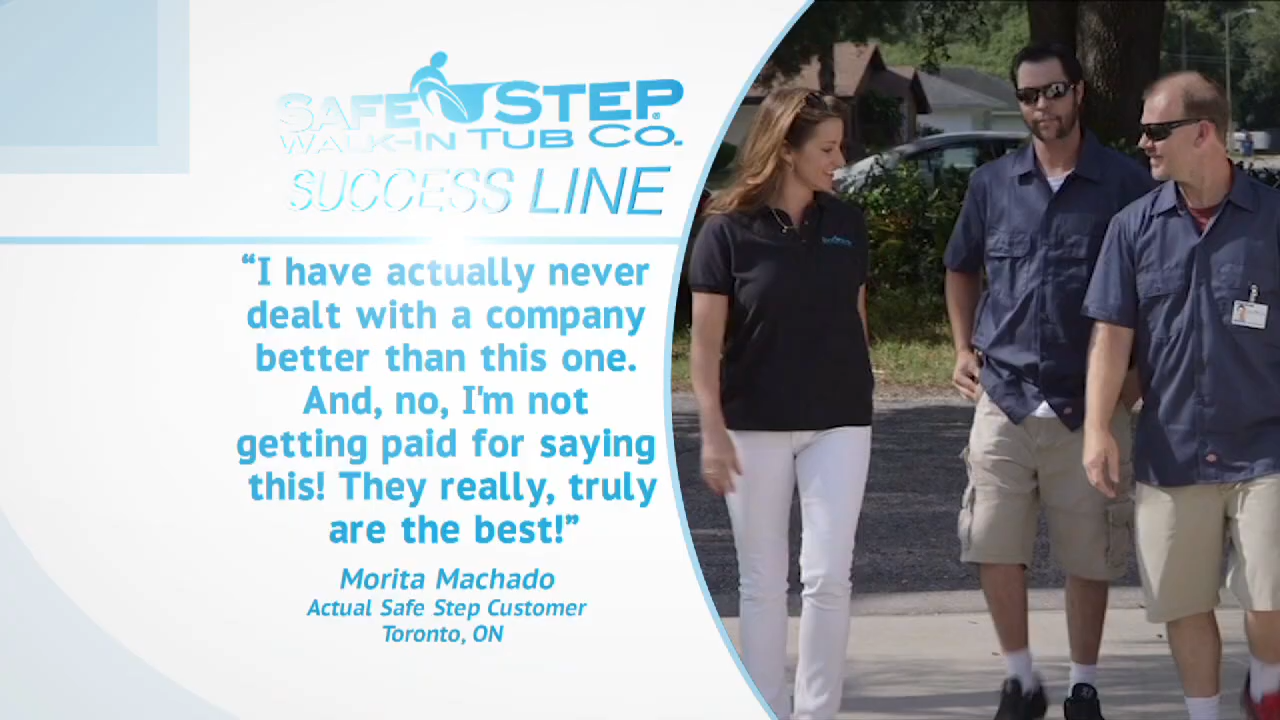 SAFE STEP®
WALK-IN TUB CO.
SUCCESS LINE
“I have actually never
dealt with a company
better than this one.
And, no, I'm not
getting paid for saying
this! They really, truly
are the best!”
Morita Machado
Actual Safe Step Customer
Toronto, ON